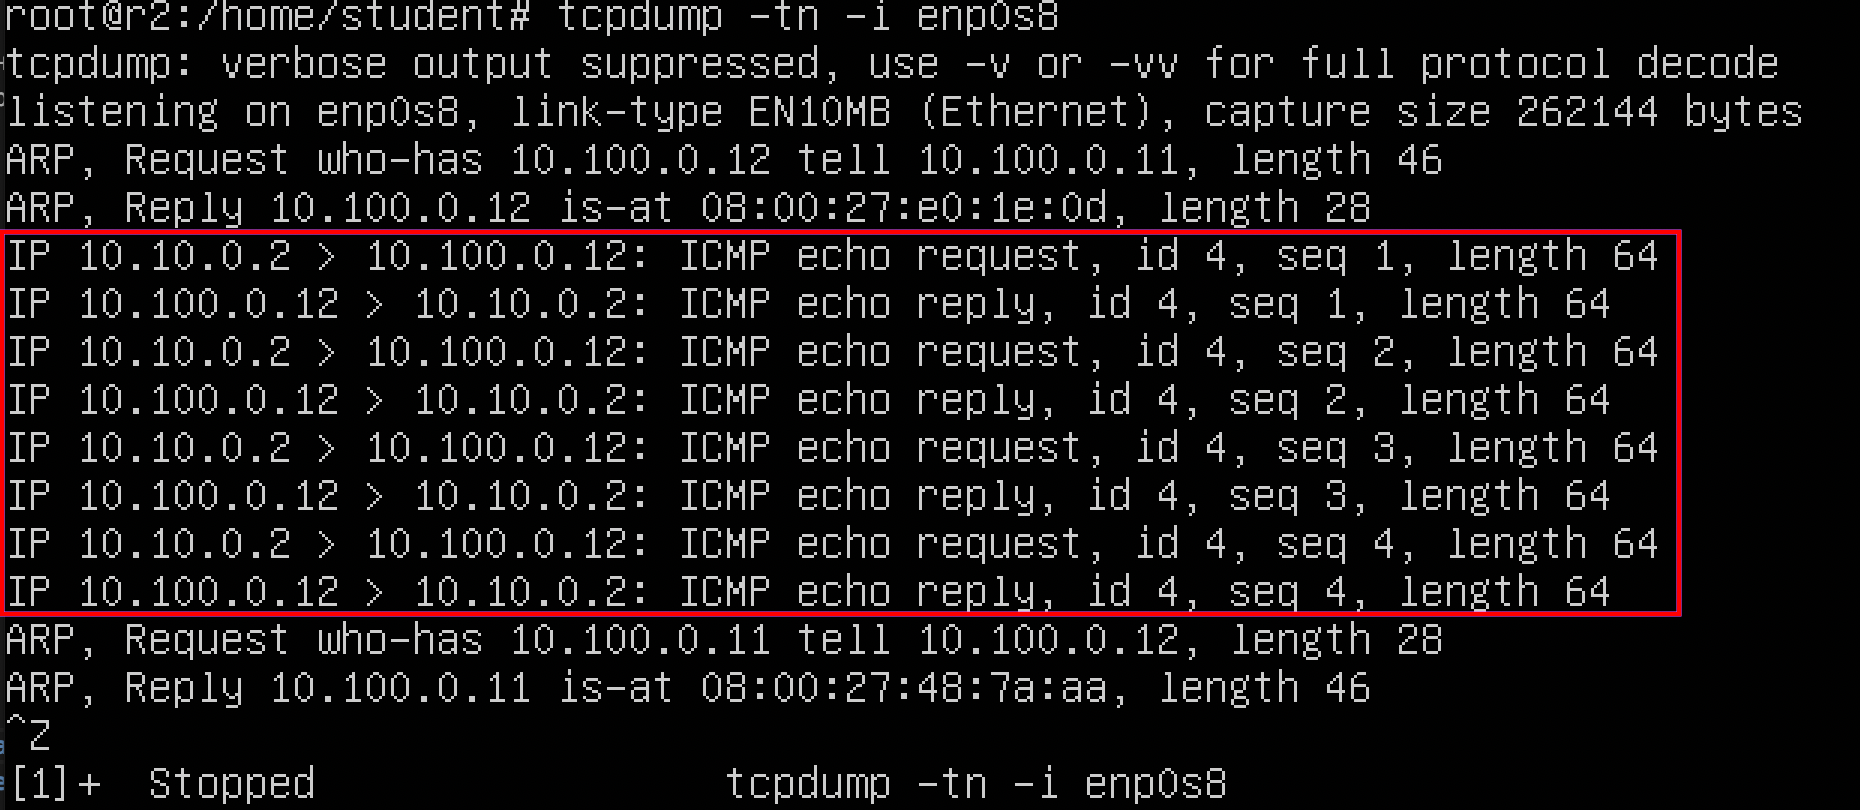 root@r2:/home/student# tcpdump -tn -i enp0s8
tcpdump: verbose output suppressed, use -v or -vv for full protocol decode
listening on enp0s8, link-type EN10MB (Ethernet), capture size 262144 bytes
ARP, Request who-has 10.100.0.12 tell 10.100.0.11, length 46
ARP, Reply 10.100.0.12 is-at 08:00:27:e0:1e:0d, length 28
IP 10.10.0.2 > 10.100.0.12: ICMP echo request, id 4, seq 1, length 64
IP 10.100.0.12 > 10.10.0.2: ICMP echo reply, id 4, seq 1, length 64
IP 10.10.0.2 > 10.100.0.12: ICMP echo request, id 4, seq 2, length 64
IP 10.100.0.12 > 10.10.0.2: ICMP echo reply, id 4, seq 2, length 64
IP 10.10.0.2 > 10.100.0.12: ICMP echo request, id 4, seq 3, length 64
IP 10.100.0.12 > 10.10.0.2: ICMP echo reply, id 4, seq 3, length 64
IP 10.10.0.2 > 10.100.0.12: ICMP echo request, id 4, seq 4, length 64
IP 10.100.0.12 > 10.10.0.2: ICMP echo reply, id 4, seq 4, length 64
ARP, Request who-has 10.100.0.11 tell 10.100.0.12, length 28
ARP, Reply 10.100.0.11 is-at 08:00:27:48:7a:aa, length 46
^Z
[1]+  Stopped                 tcpdump -tn -i enp0s8